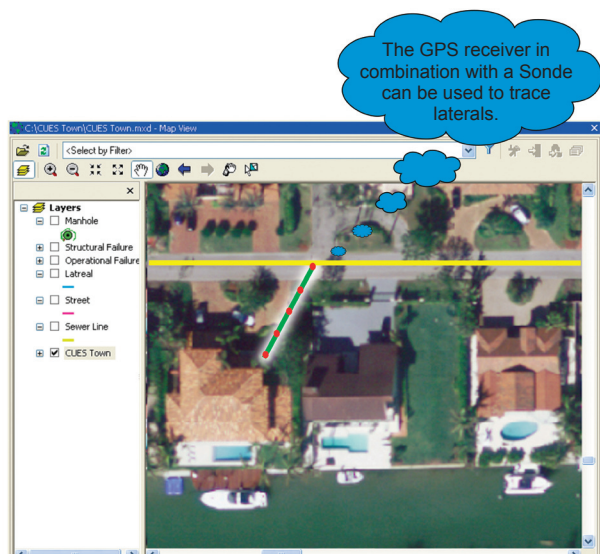 The GPS receiver in
combination with a Sonde
can be used to trace
laterals.
C:\CUES Town\CUES Town.mxd - Map View
<Select by Filter>
Layers
Manhole
Structural Failure
Operational Failure
Latreal
Street
Sewer Line
CUES Town